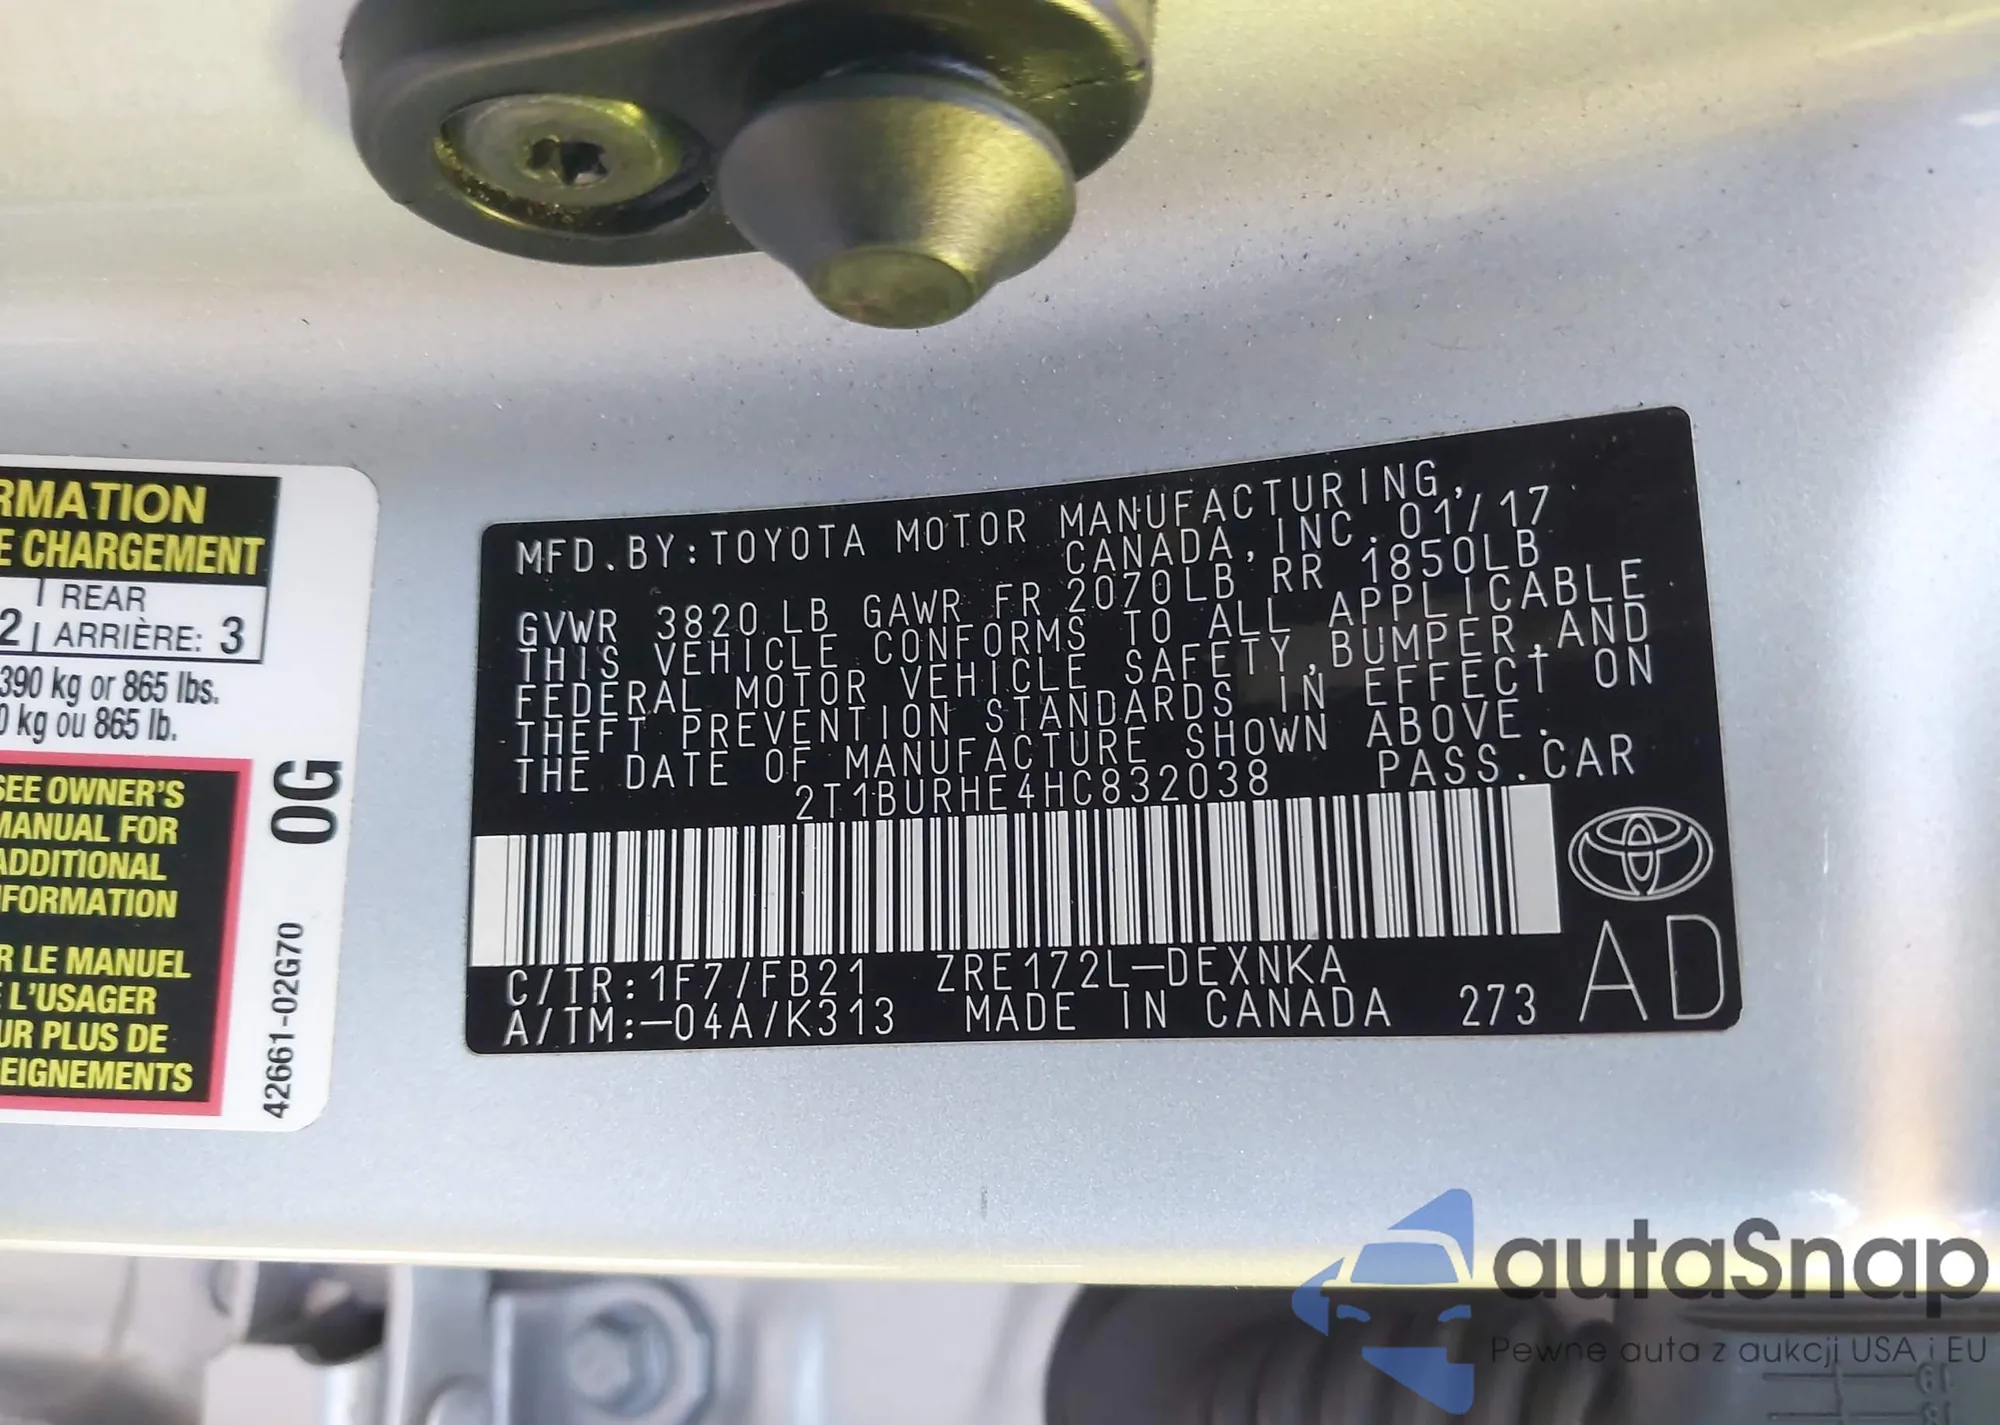 RMATION
E CHARGEMENT
REAR
2 ARRIÈRE: 3
390 kg or 865 lbs.
0 kg ou 865 lb.
SEE OWNER'S
MANUAL FOR
ADDITIONAL
INFORMATION
R LE MANUEL
L'USAGER
UR PLUS DE
EIGNEMENTS
0G
42661-02G70
MFD.BY:TOYOTA MOTOR MANUFACTURING,
CANADA,INC.01/17
GVWR 3820 LB GAWR FR 2070LB RR 1850LB
THIS VEHICLE CONFORMS TO ALL APPLICABLE
FEDERAL MOTOR VEHICLE SAFETY,BUMPER,AND
THEFT PREVENTION STANDARDS IN EFFECT ON
THE DATE OF MANUFACTURE SHOWN ABOVE.
2T1BURHE4HC832038 PASS.CAR
C/TR:1F7/FB21 ZRE172L-DEXNKA
A/TM:-04A/K313 MADE IN CANADA 273
AD
autaSnap
Pewne auta z aukcji USA i EU